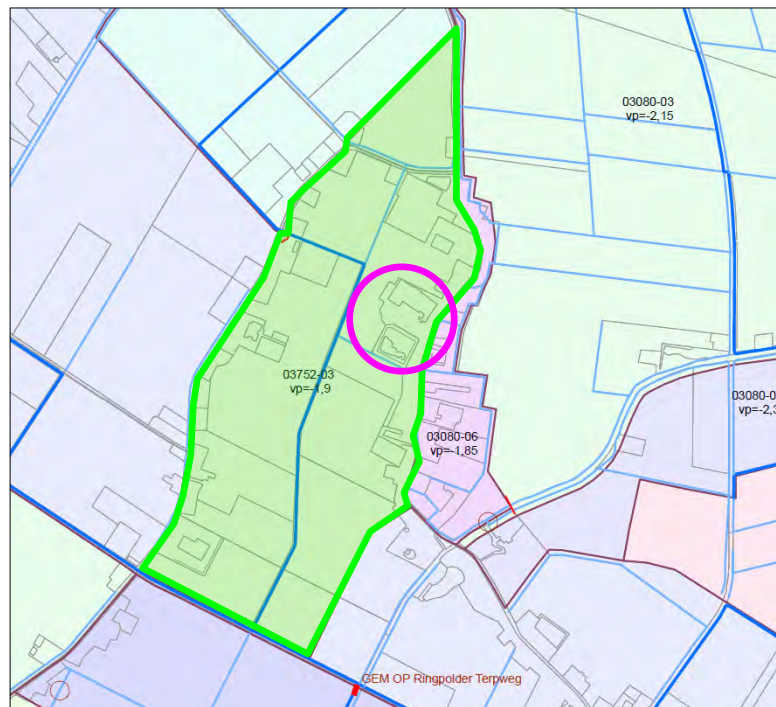 03080-03
vp=-2,15
03752-03
vp=-1,9
03080-0
vp=-2,3
03080-06
vp=-1,85
GEM OP Ringpolder Terpweg